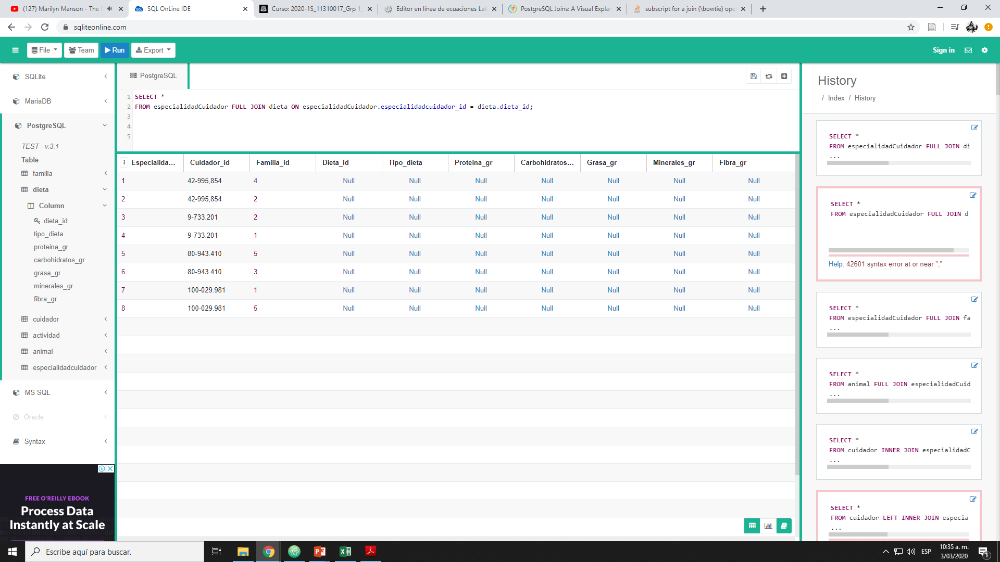 (127) Marilyn Manson - The
SQL OnLine IDE
Curso: 2020-1S_11310017_Grp 1
Editor en línea de ecuaciones Lat
PostgreSQL Joins: A Visual Explar
subscript for a join (\bowtie) ope
sqliteonline.com
File
Team
Run
Export
Sign in
SQLite
MariaDB
PostgreSQL
TEST - v.3.1
Table
familia
dieta
Column
dieta_id
tipo_dieta
proteina_gr
carbohidratos_gr
grasa_gr
minerales_gr
fibra_gr
cuidador
actividad
animal
especialidadcuidador
MS SQL
Oracle
Syntax
FREE O'REILLY EBOOK
Process Data
Instantly at Scale
PostgreSQL
1 SELECT *
2 FROM especialidadCuidador FULL JOIN dieta ON especialidadCuidador.especialidadcuidador_id = dieta.dieta_id;
3
4
5
Especialida... Cuidador_id Familia_id Dieta_id Tipo_dieta Proteina_gr Carbohidratos... Grasa_gr Minerales_gr Fibra_gr
1 42-995,854 4 Null Null Null Null Null Null Null
2 42-995,854 2 Null Null Null Null Null Null Null
3 9-733.201 2 Null Null Null Null Null Null Null
4 9-733.201 1 Null Null Null Null Null Null Null
5 80-943.410 5 Null Null Null Null Null Null Null
6 80-943.410 3 Null Null Null Null Null Null Null
7 100-029.981 1 Null Null Null Null Null Null Null
8 100-029.981 5 Null Null Null Null Null Null Null
History
/ Index / History
SELECT *
FROM especialidadCuidador FULL JOIN di
...
SELECT *
FROM especialidadCuidador FULL JOIN d
Help: 42601 syntax error at or near ";"
SELECT *
FROM especialidadCuidador FULL JOIN fa
...
SELECT *
FROM animal FULL JOIN especialidadCuid
...
SELECT *
FROM cuidador INNER JOIN especialidadC
...
SELECT *
FROM cuidador LEFT INNER JOIN especia
...
Escribe aquí para buscar.
ESP
10:35 a. m.
3/03/2020
1